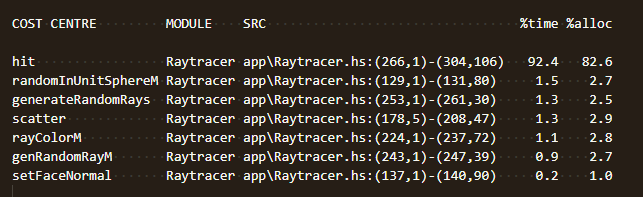 COST CENTRE MODULE SRC %time %alloc
hit Raytracer app\Raytracer.hs:(266,1)-(304,106) 92.4 82.6
randomInUnitSphereM Raytracer app\Raytracer.hs:(129,1)-(131,80) 1.5 2.7
generateRandomRays Raytracer app\Raytracer.hs:(253,1)-(261,30) 1.3 2.5
scatter Raytracer app\Raytracer.hs:(178,5)-(208,47) 1.3 2.9
rayColorM Raytracer app\Raytracer.hs:(224,1)-(237,72) 1.1 2.8
genRandomRayM Raytracer app\Raytracer.hs:(243,1)-(247,39) 0.9 2.7
setFaceNormal Raytracer app\Raytracer.hs:(137,1)-(140,90) 0.2 1.0